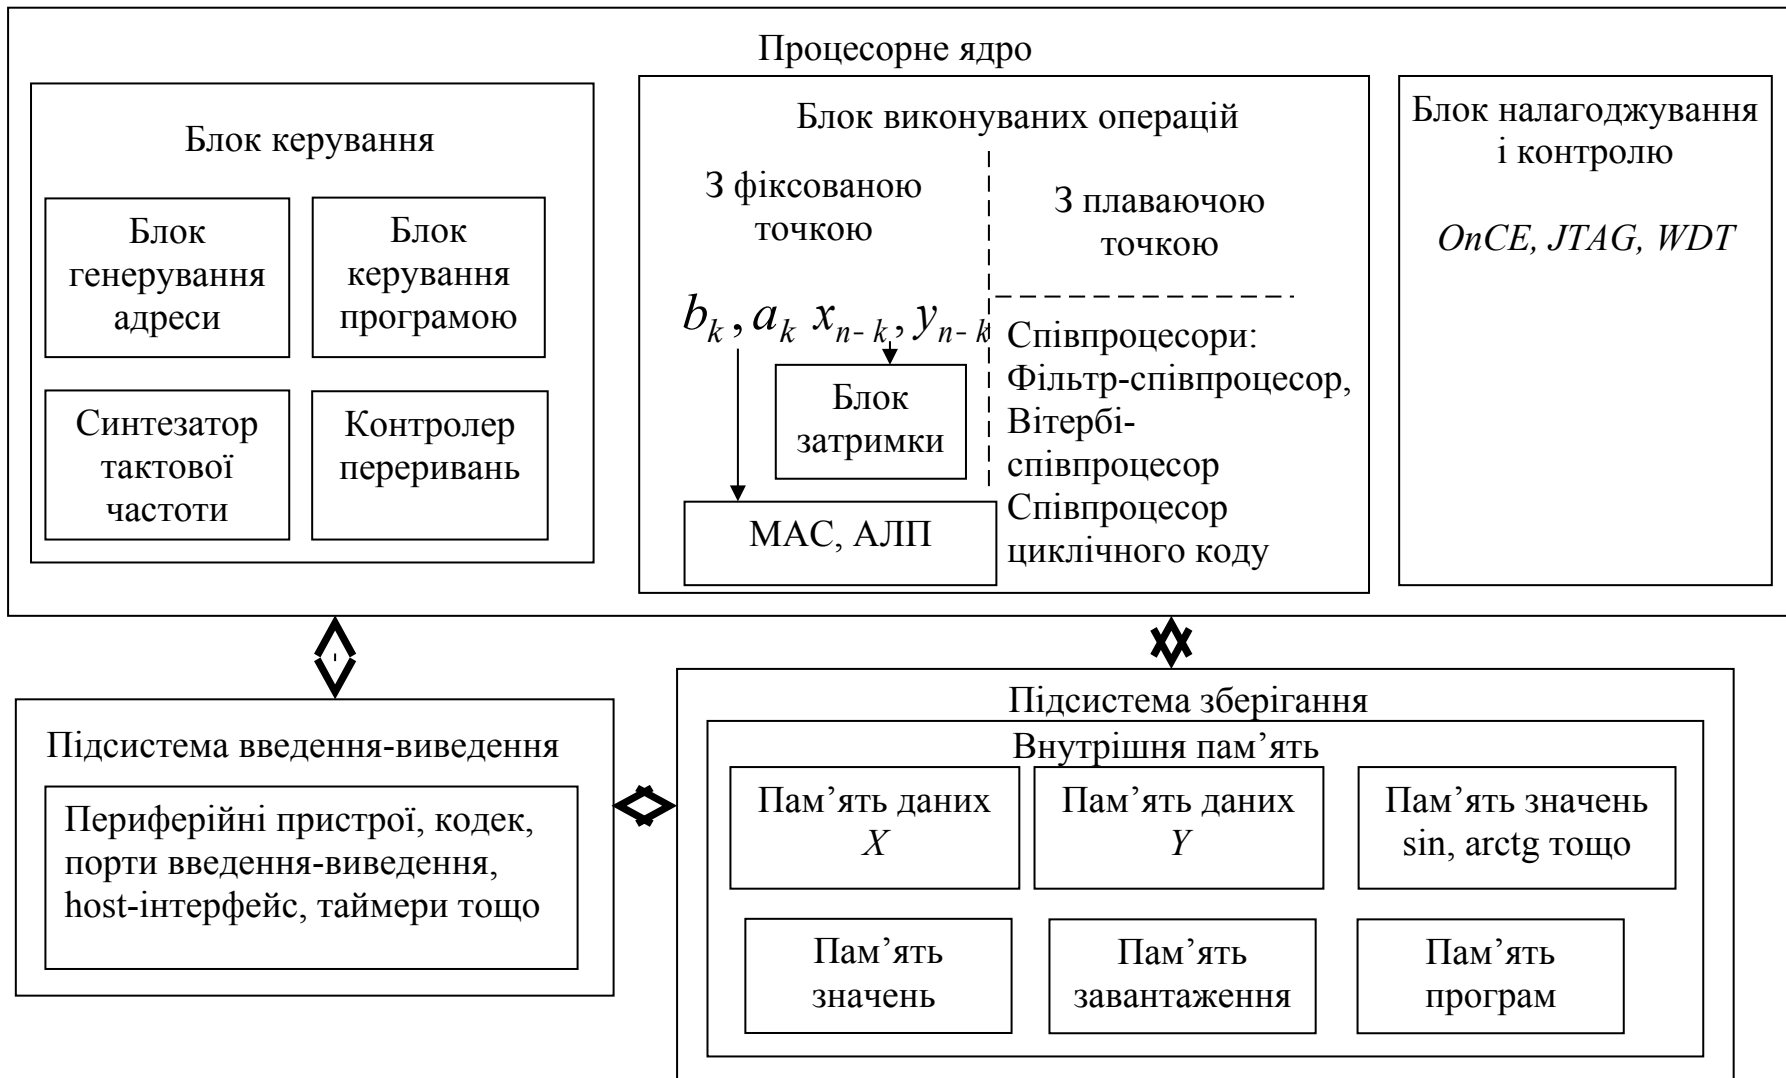 Процесорне ядро
Блок керування
Блок
генерування
адреси
Блок
керування
програмою
Синтезатор
тактової
частоти
Контролер
переривань
Блок виконуваних операцій
З фіксованою
точкою
З плаваючою
точкою
b_k, a_k x_{n-k}, y_{n-k}
Блок
затримки
МАС, АЛП
Співпроцесори:
Фільтр-співпроцесор,
Вітербі-
співпроцесор
Співпроцесор
циклічного коду
Блок налагоджування
і контролю
OnCE, JTAG, WDT
Підсистема введення-виведення
Периферійні пристрої, кодек,
порти введення-виведення,
host-інтерфейс, таймери тощо
Підсистема зберігання
Внутрішня пам’ять
Пам’ять даних
X
Пам’ять даних
Y
Пам’ять значень
sin, arctg тощо
Пам’ять
значень
Пам’ять
завантаження
Пам’ять
програм